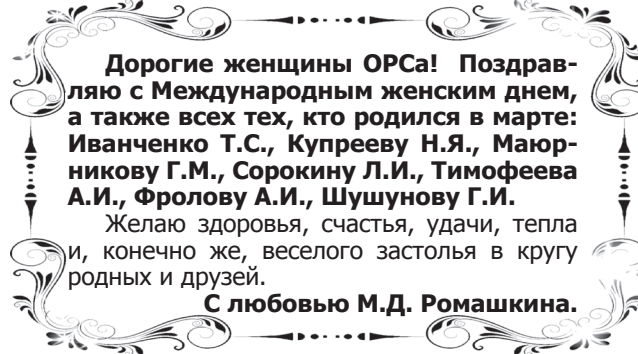 Дорогие женщины ОРСа! Поздрав-
ляю с Международным женским днем,
а также всех тех, кто родился в марте:
Иванченко Т.С., Купрееву Н.Я., Маюр-
никову Г.М., Сорокину Л.И., Тимофеева
А.И., Фролову А.И., Шушунову Г.И.
Желаю здоровья, счастья, удачи, тепла
и, конечно же, веселого застолья в кругу
родных и друзей.
С любовью М.Д. Ромашкина.